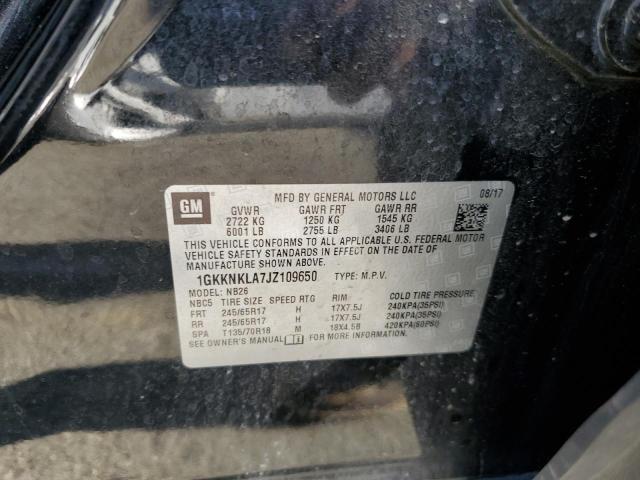 GM
MFD BY GENERAL MOTORS LLC
08/17
GVWR GAWR FRT GAWR RR
2722 KG 1250 KG 1545 KG
6001 LB 2755 LB 3406 LB
THIS VEHICLE CONFORMS TO ALL APPLICABLE U.S. FEDERAL MOTOR
VEHICLE SAFETY STANDARDS IN EFFECT ON THE DATE OF
MANUFACTURE SHOWN ABOVE.
1GKKNKLA7JZ109650 TYPE: M.P.V.
MODEL: NB26
NBC5 TIRE SIZE SPEED RTG RIM COLD TIRE PRESSURE
FRT 245/65R17 H 17X7.5J 240KPA(35PSI)
RR 245/65R17 H 17X7.5J 240KPA(35PSI)
SPA T135/70R18 M 18X4.5B 420KPA(60PSI)
SEE OWNER'S MANUAL FOR MORE INFORMATION